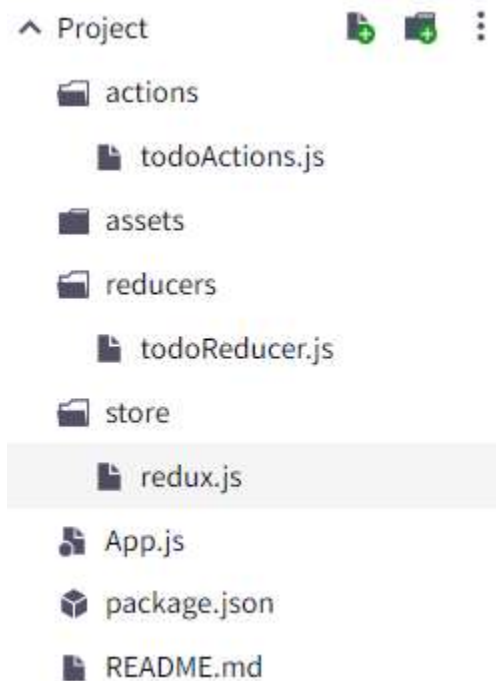 Project
actions
todoActions.js
assets
reducers
todoReducer.js
store
redux.js
App.js
package.json
README.md